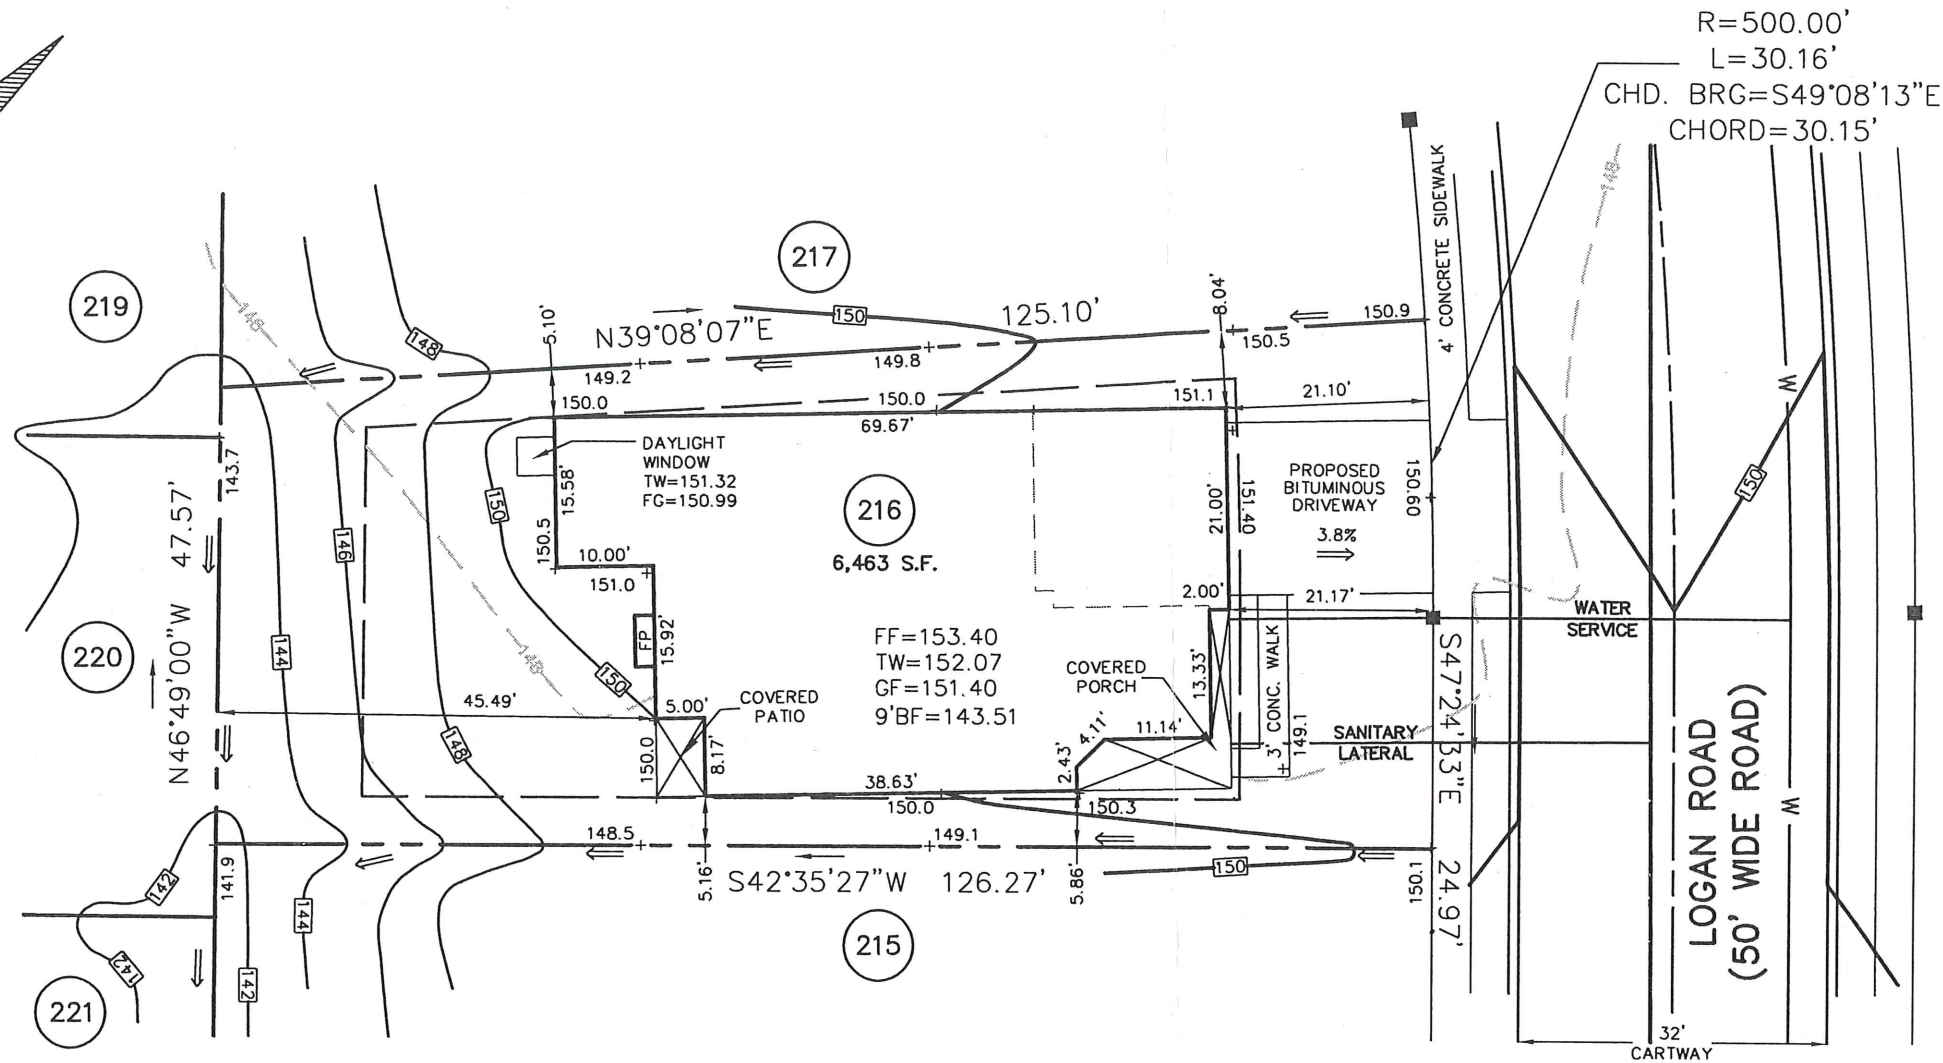 R=500.00'
L=30.16'
CHD. BRG=S49°08'13"E
CHORD=30.15'
4' CONCRETE SIDEWALK
148
217
219
148
148
5.10'
N39°08'07"E
150
125.10'
8.04'
150.9
150.5
149.8
149.2
150.0
150.0
151.1
21.10'
69.67'
W
DAYLIGHT
WINDOW
TW=151.32
FG=150.99
15.58'
150.5
150
143.7
216
6,463 S.F.
21.00'
151.40
PROPOSED
BITUMINOUS
DRIVEWAY
3.8%
150.60
150
146
10.00'
151.0
2.00'
21.17'
WATER
SERVICE
N46°49'00"W 47.57'
220
144
148
FP
15.92'
150
FF=153.40
TW=152.07
GF=151.40
9'BF=143.51
COVERED
PORCH
13.33'
3' CONC. WALK
149.1
45.49'
5.00'
COVERED
PATIO
148
150.0
8.17'
4.11'
11.14'
2.43'
SANITARY
LATERAL
S47°24'33"E 24.97'
LOGAN ROAD
(50' WIDE ROAD)
W
38.63'
150.0
150.3
148.5
149.1
5.16'
S42°35'27"W 126.27'
5.86'
150
150.1
142
141.9
144
215
142
142
221
32'
CARTWAY